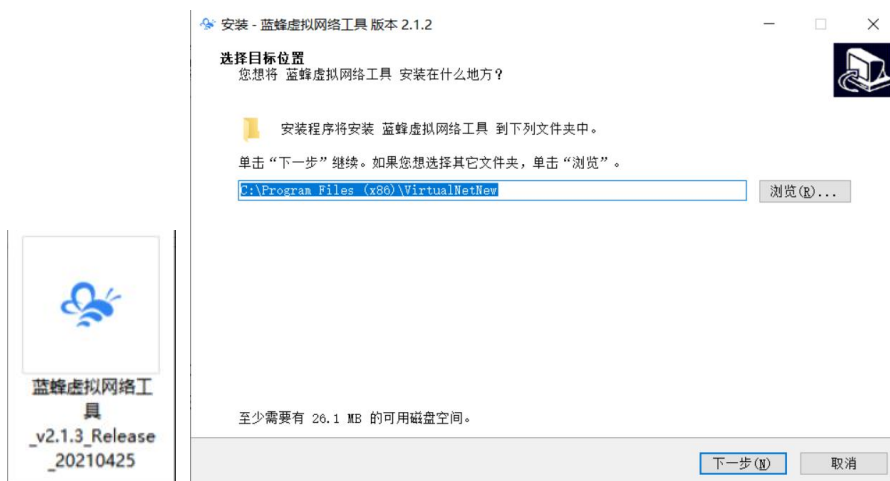 安装 - 蓝蜂虚拟网络工具 版本 2.1.2
选择目标位置
您想将 蓝蜂虚拟网络工具 安装在什么地方?
安装程序将安装 蓝蜂虚拟网络工具 到下列文件夹中。
单击“下一步”继续。如果您想选择其它文件夹,单击“浏览”。
C:\Program Files (x86)\VirtualNetNew
浏览(R)...
至少需要有 26.1 MB 的可用磁盘空间。
下一步(N)
取消
蓝蜂虚拟网络工
具
_v2.1.3_Release
_20210425